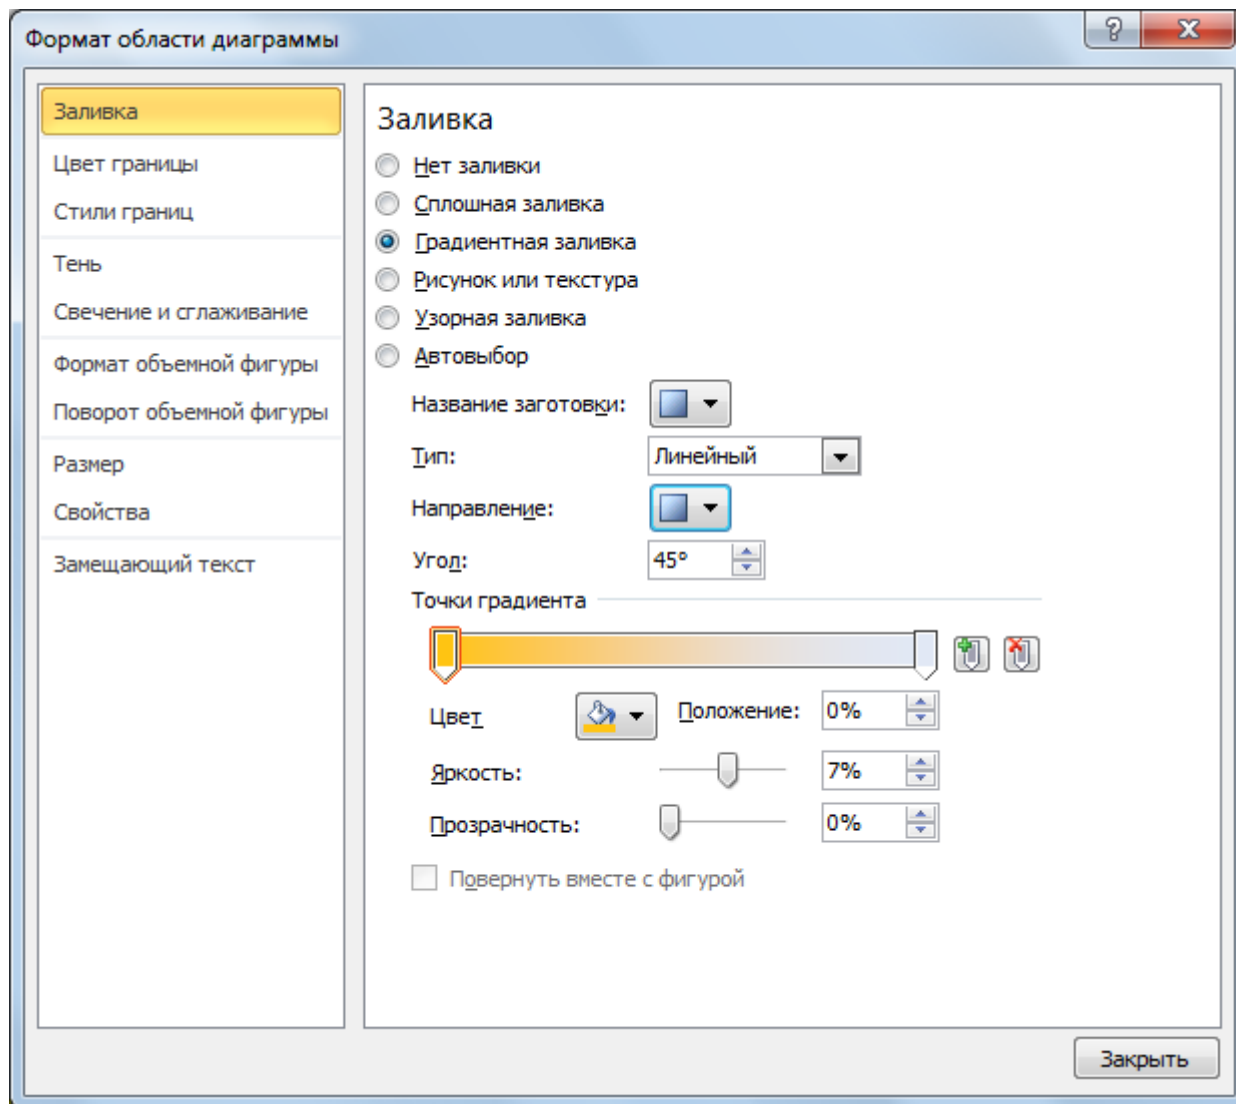 Формат области диаграммы
?
Заливка
Цвет границы
Стили границ
Тень
Свечение и сглаживание
Формат объемной фигуры
Поворот объемной фигуры
Размер
Свойства
Замещающий текст
Заливка
Нет заливки
Сплошная заливка
Градиентная заливка
Рисунок или текстура
Узорная заливка
Автовыбор
Название заготовки:
Тип: Линейный
Направление:
Угол: 45°
Точки градиента
Цвет Положение: 0%
Яркость: 7%
Прозрачность: 0%
Повернуть вместе с фигурой
Закрыть